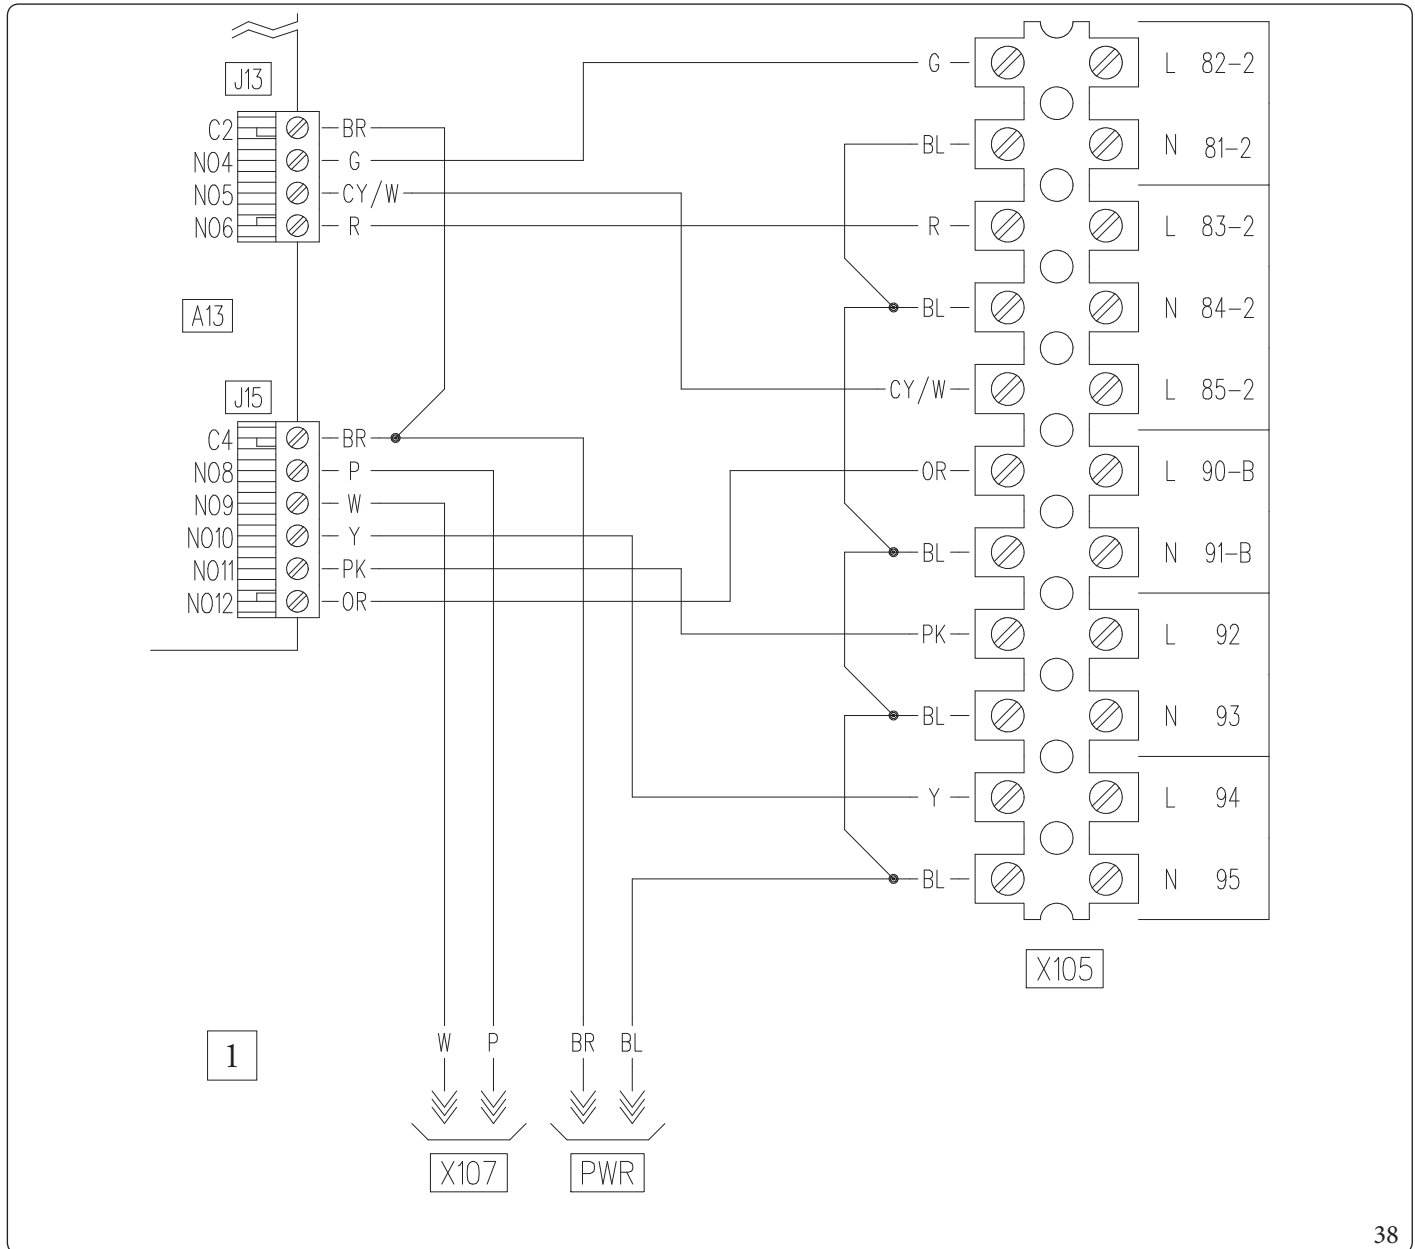 J13
C2 BR
NO4 G
NO5 CY/W
NO6 R
A13
J15
C4 BR
NO8 P
NO9 W
NO10 Y
NO11 PK
NO12 OR
G L 82-2
BL N 81-2
R L 83-2
BL N 84-2
CY/W L 85-2
OR L 90-B
BL N 91-B
PK L 92
BL N 93
Y L 94
BL N 95
X105
1
W P BR BL
X107 PWR
38